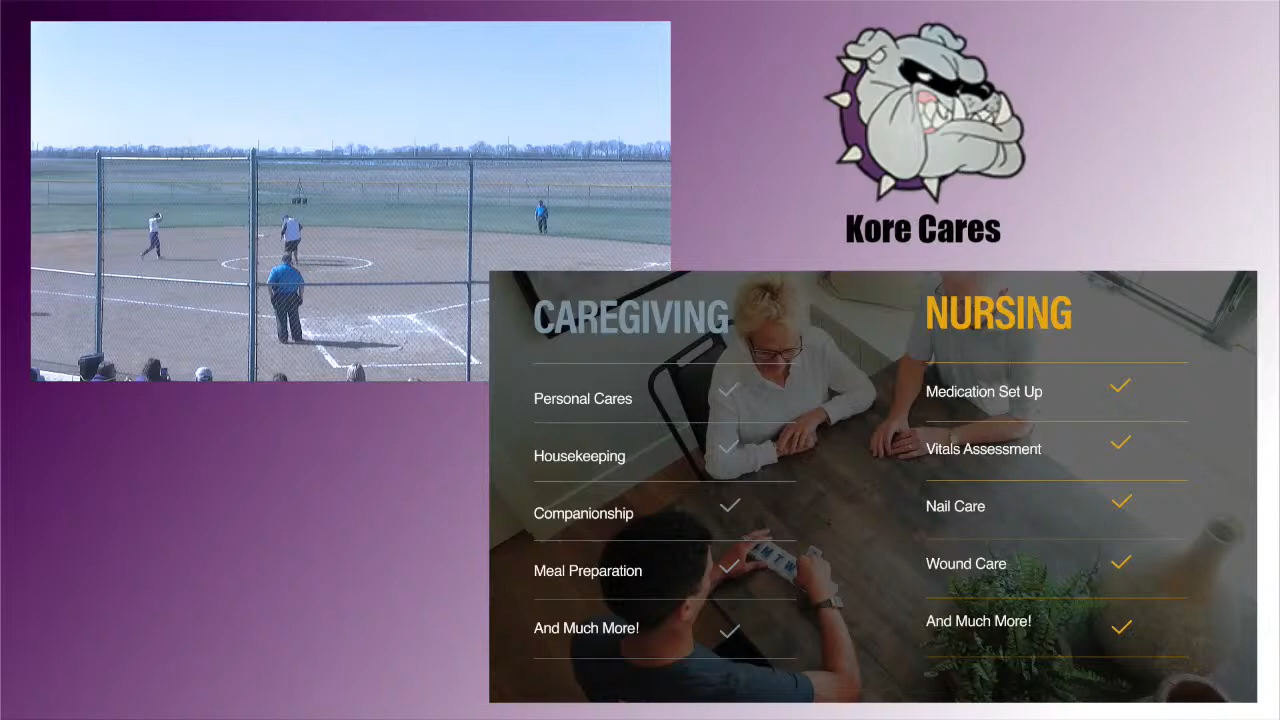 Kore Cares
CAREGIVING
Personal Cares
Housekeeping
Companionship
Meal Preparation
And Much More!
NURSING
Medication Set Up
Vitals Assessment
Nail Care
Wound Care
And Much More!